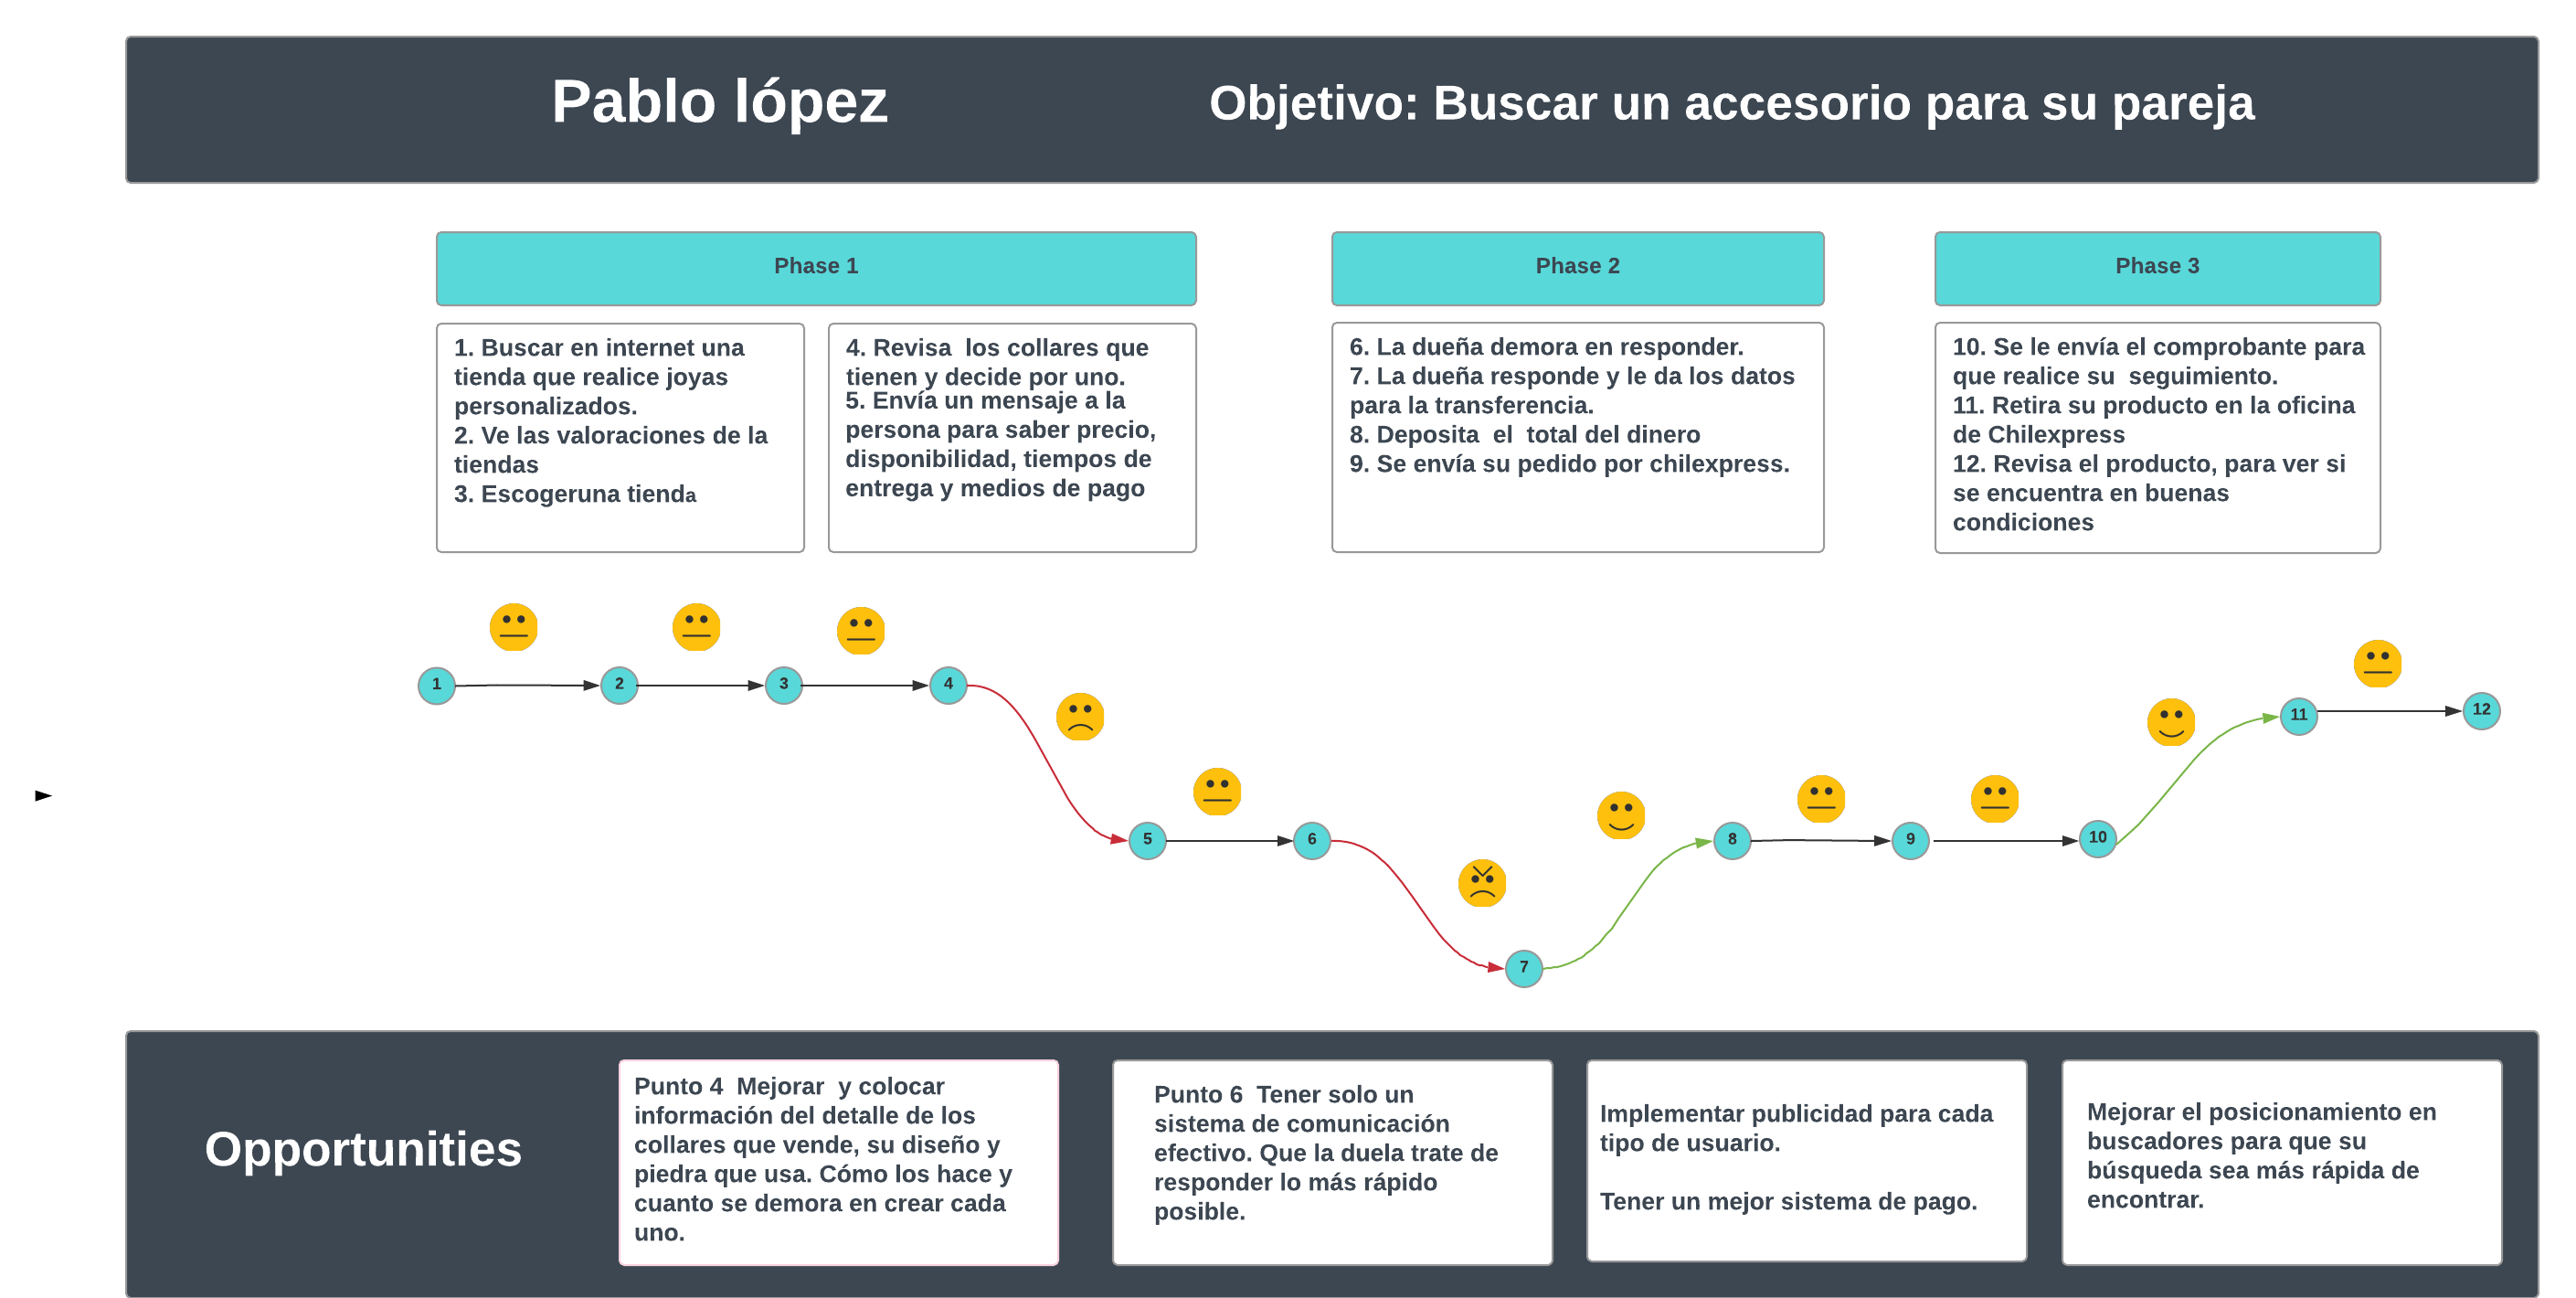 Pablo lópez
Objetivo: Buscar un accesorio para su pareja
Phase 1
1. Buscar en internet una
tienda que realice joyas
personalizados.
2. Ve las valoraciones de la
tiendas
3. Escogeruna tienda
4. Revisa  los collares que
tienen y decide por uno.
5. Envía un mensaje a la
persona para saber precio,
disponibilidad, tiempos de
entrega y medios de pago
Phase 2
6. La dueña demora en responder.
7. La dueña responde y le da los datos
para la transferencia.
8. Deposita  el  total del dinero
9. Se envía su pedido por chilexpress.
Phase 3
10. Se le envía el comprobante para
que realice su  seguimiento.
11. Retira su producto en la oficina
de Chilexpress
12. Revisa el producto, para ver si
se encuentra en buenas
condiciones
1
2
3
4
5
6
7
8
9
10
11
12
Opportunities
Punto 4  Mejorar  y colocar
información del detalle de los
collares que vende, su diseño y
piedra que usa. Cómo los hace y
cuanto se demora en crear cada
uno.
Punto 6  Tener solo un
sistema de comunicación
efectivo. Que la duela trate de
responder lo más rápido
posible.
Implementar publicidad para cada
tipo de usuario.
Tener un mejor sistema de pago.
Mejorar el posicionamiento en
buscadores para que su
búsqueda sea más rápida de
encontrar.